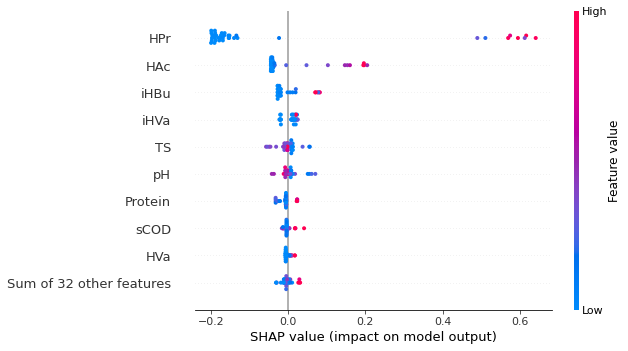 High
HPr
HAc
iHBu
iHVa
TS
pH
Protein
sCOD
HVa
Sum of 32 other features
Feature value
Low
−0.2 0.0 0.2 0.4 0.6
SHAP value (impact on model output)